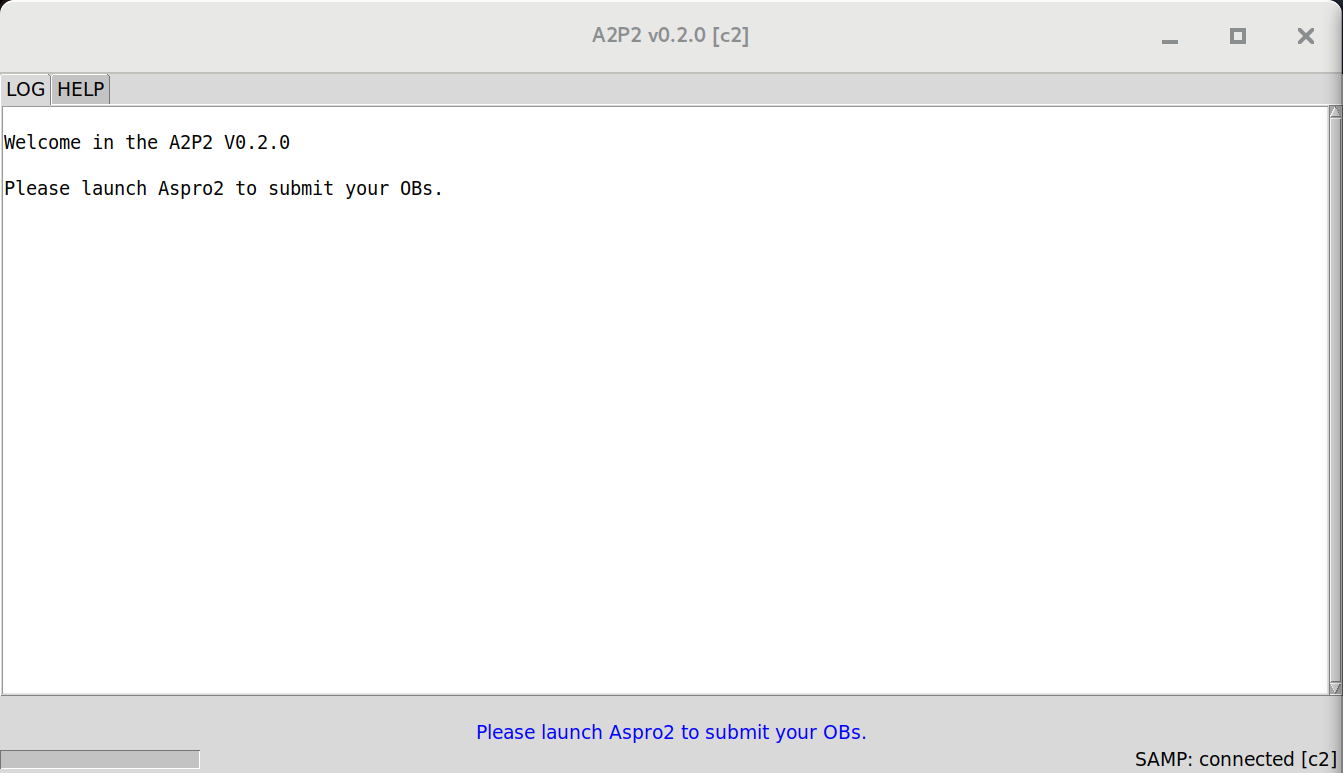 A2P2 v0.2.0 [c2]
LOG HELP
Welcome in the A2P2 V0.2.0
Please launch Aspro2 to submit your OBs.
Please launch Aspro2 to submit your OBs.
SAMP: connected [c2]